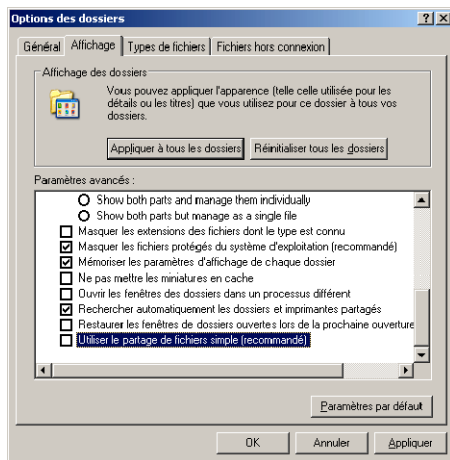 Options des dossiers
Général Affichage Types de fichiers Fichiers hors connexion
Affichage des dossiers
Vous pouvez appliquer l'apparence (telle celle utilisée pour les
détails ou les titres) que vous utilisez pour ce dossier à tous vos
dossiers.
Appliquer à tous les dossiers Réinitialiser tous les dossiers
Paramètres avancés :
Show both parts and manage them individually
Show both parts but manage as a single file
Masquer les extensions des fichiers dont le type est connu
Masquer les fichiers protégés du système d'exploitation (recommandé)
Mémoriser les paramètres d'affichage de chaque dossier
Ne pas mettre les miniatures en cache
Ouvrir les fenêtres des dossiers dans un processus différent
Rechercher automatiquement les dossiers et imprimantes partagés
Restaurer les fenêtres de dossiers ouvertes lors de la prochaine ouverture
Utiliser le partage de fichiers simple (recommandé)
Paramètres par défaut
OK Annuler Appliquer